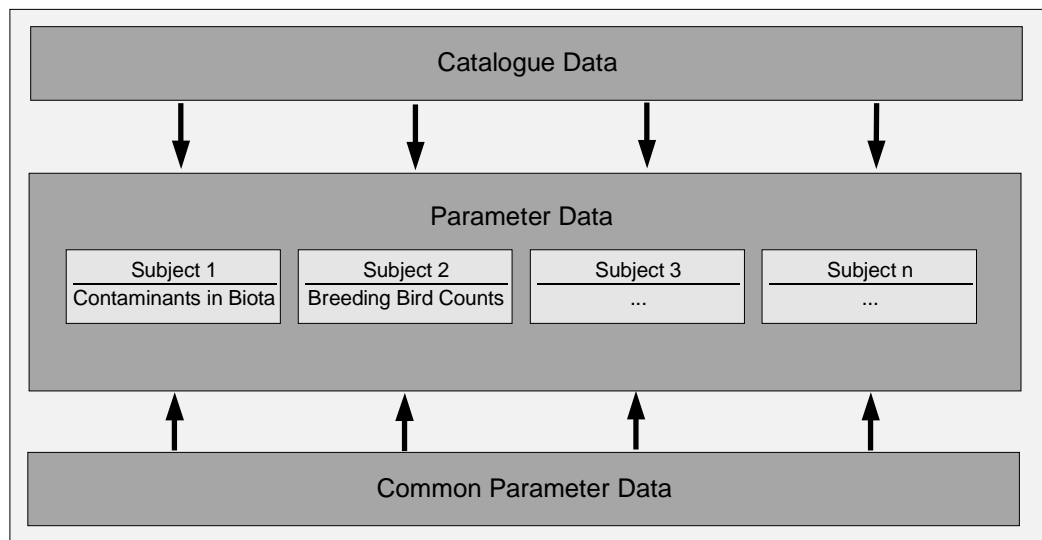 Catalogue Data
Parameter Data
Subject 1
Contaminants in Biota
Subject 2
Breeding Bird Counts
Subject 3
...
Subject n
...
Common Parameter Data